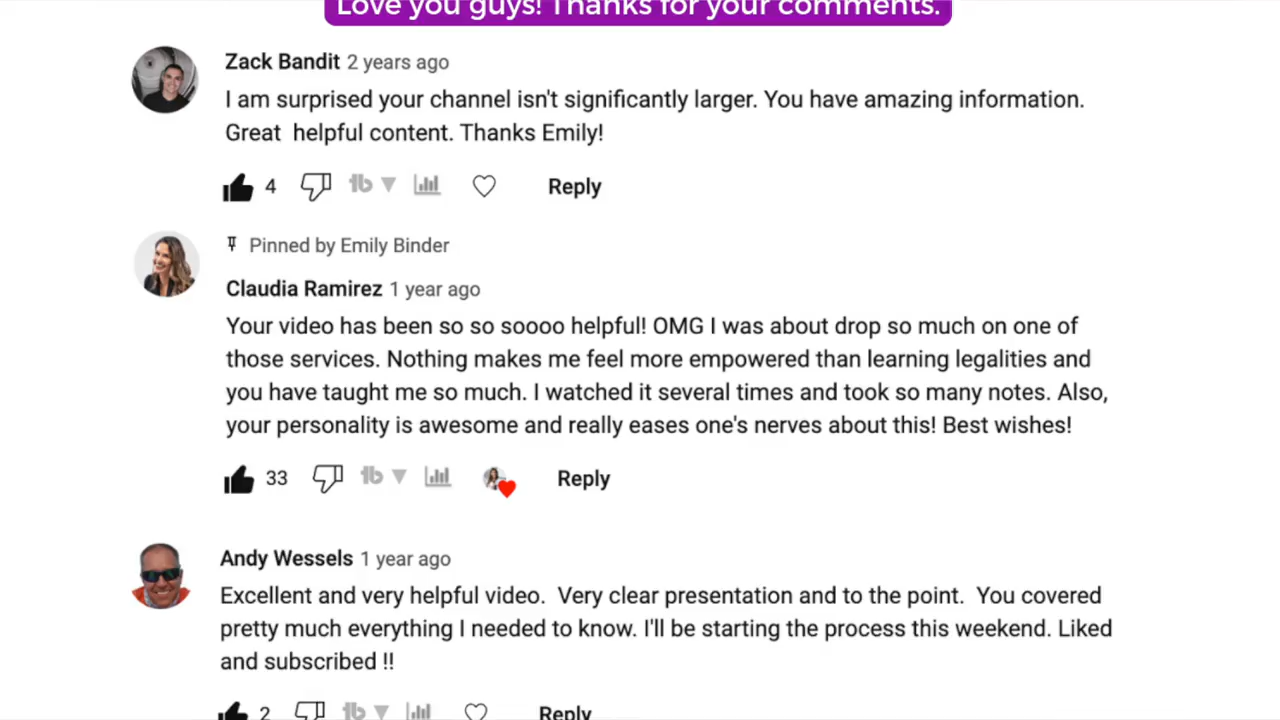 Love you guys! Thanks for your comments.
Zack Bandit 2 years ago
I am surprised your channel isn't significantly larger. You have amazing information.
Great helpful content. Thanks Emily!
4 tb Reply
Pinned by Emily Binder
Claudia Ramirez 1 year ago
Your video has been so so soooo helpful! OMG I was about drop so much on one of
those services. Nothing makes me feel more empowered than learning legalities and
you have taught me so much. I watched it several times and took so many notes. Also,
your personality is awesome and really eases one's nerves about this! Best wishes!
33 tb Reply
Andy Wessels 1 year ago
Excellent and very helpful video. Very clear presentation and to the point. You covered
pretty much everything I needed to know. I'll be starting the process this weekend. Liked
and subscribed !!
2 tb Reply